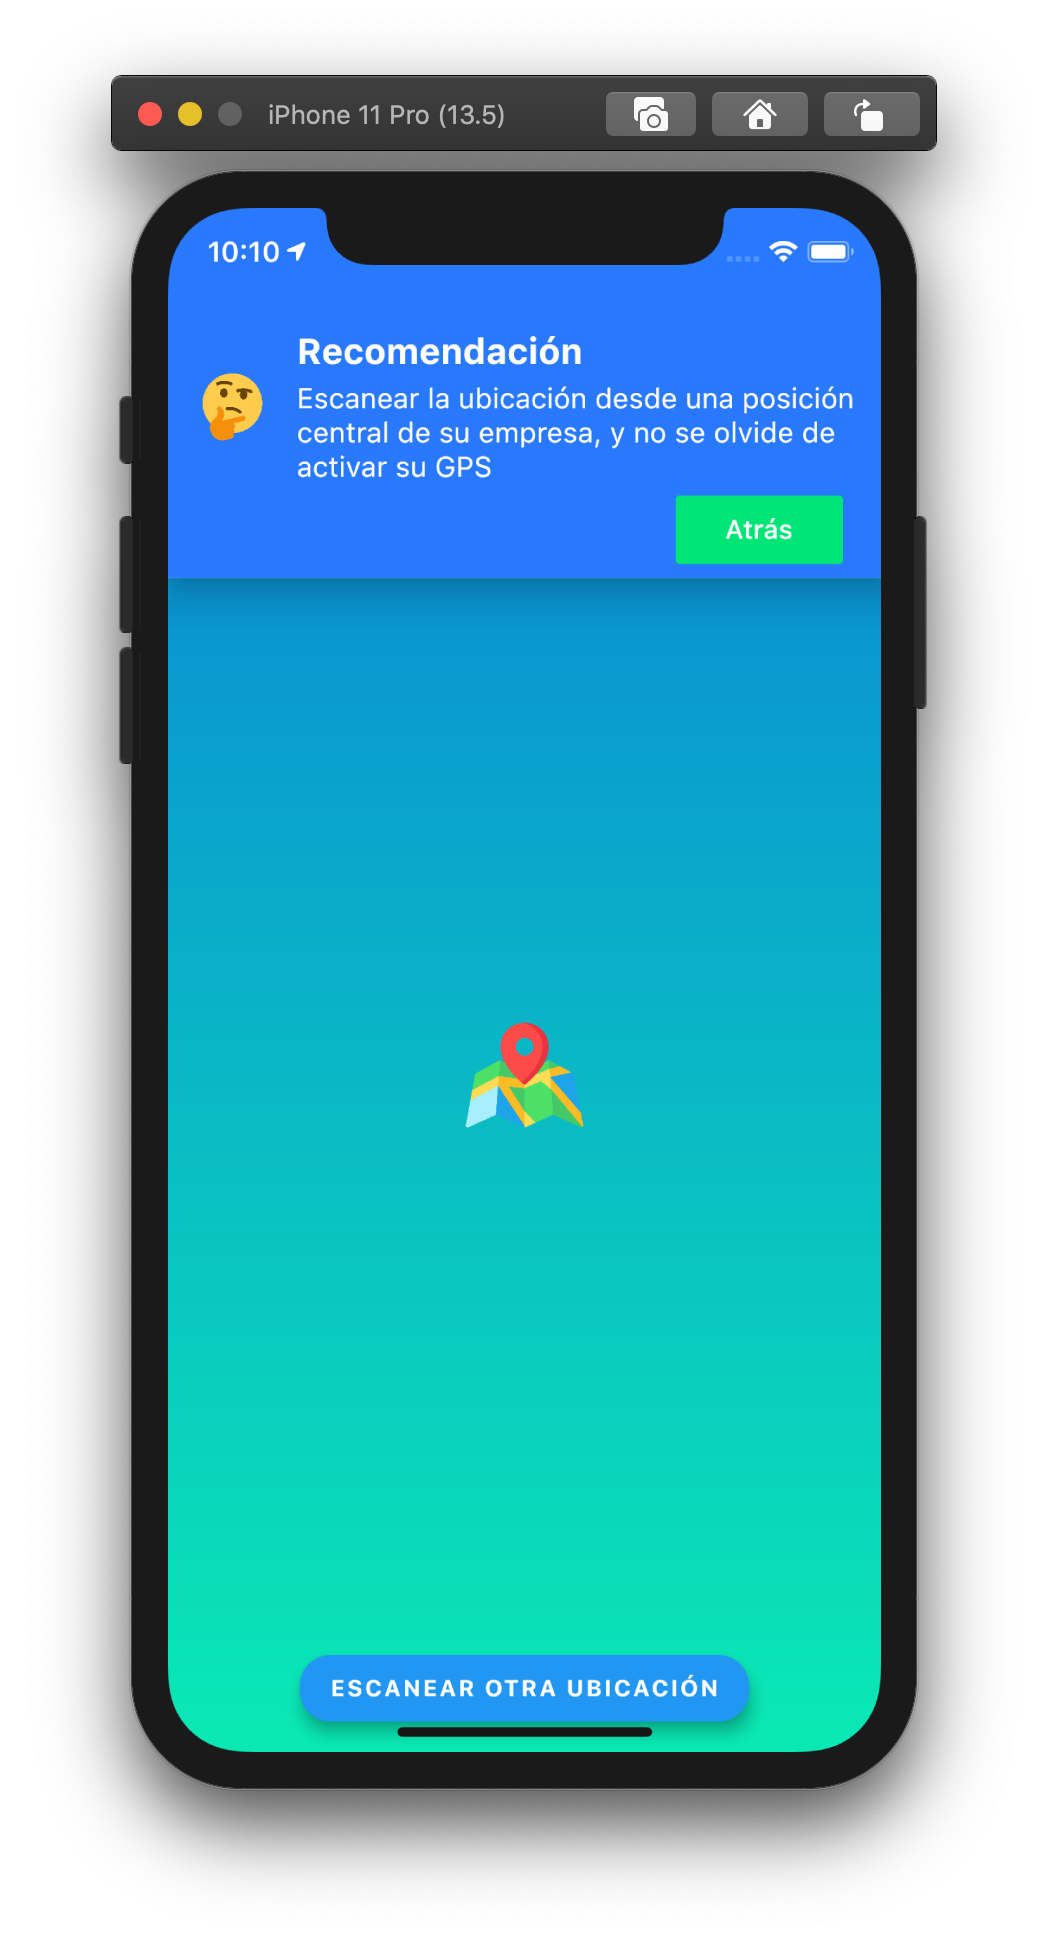 iPhone 11 Pro (13.5)
10:10
Recomendación
Escanear la ubicación desde una posición
central de su empresa, y no se olvide de
activar su GPS
Atrás
ESCANEAR OTRA UBICACIÓN